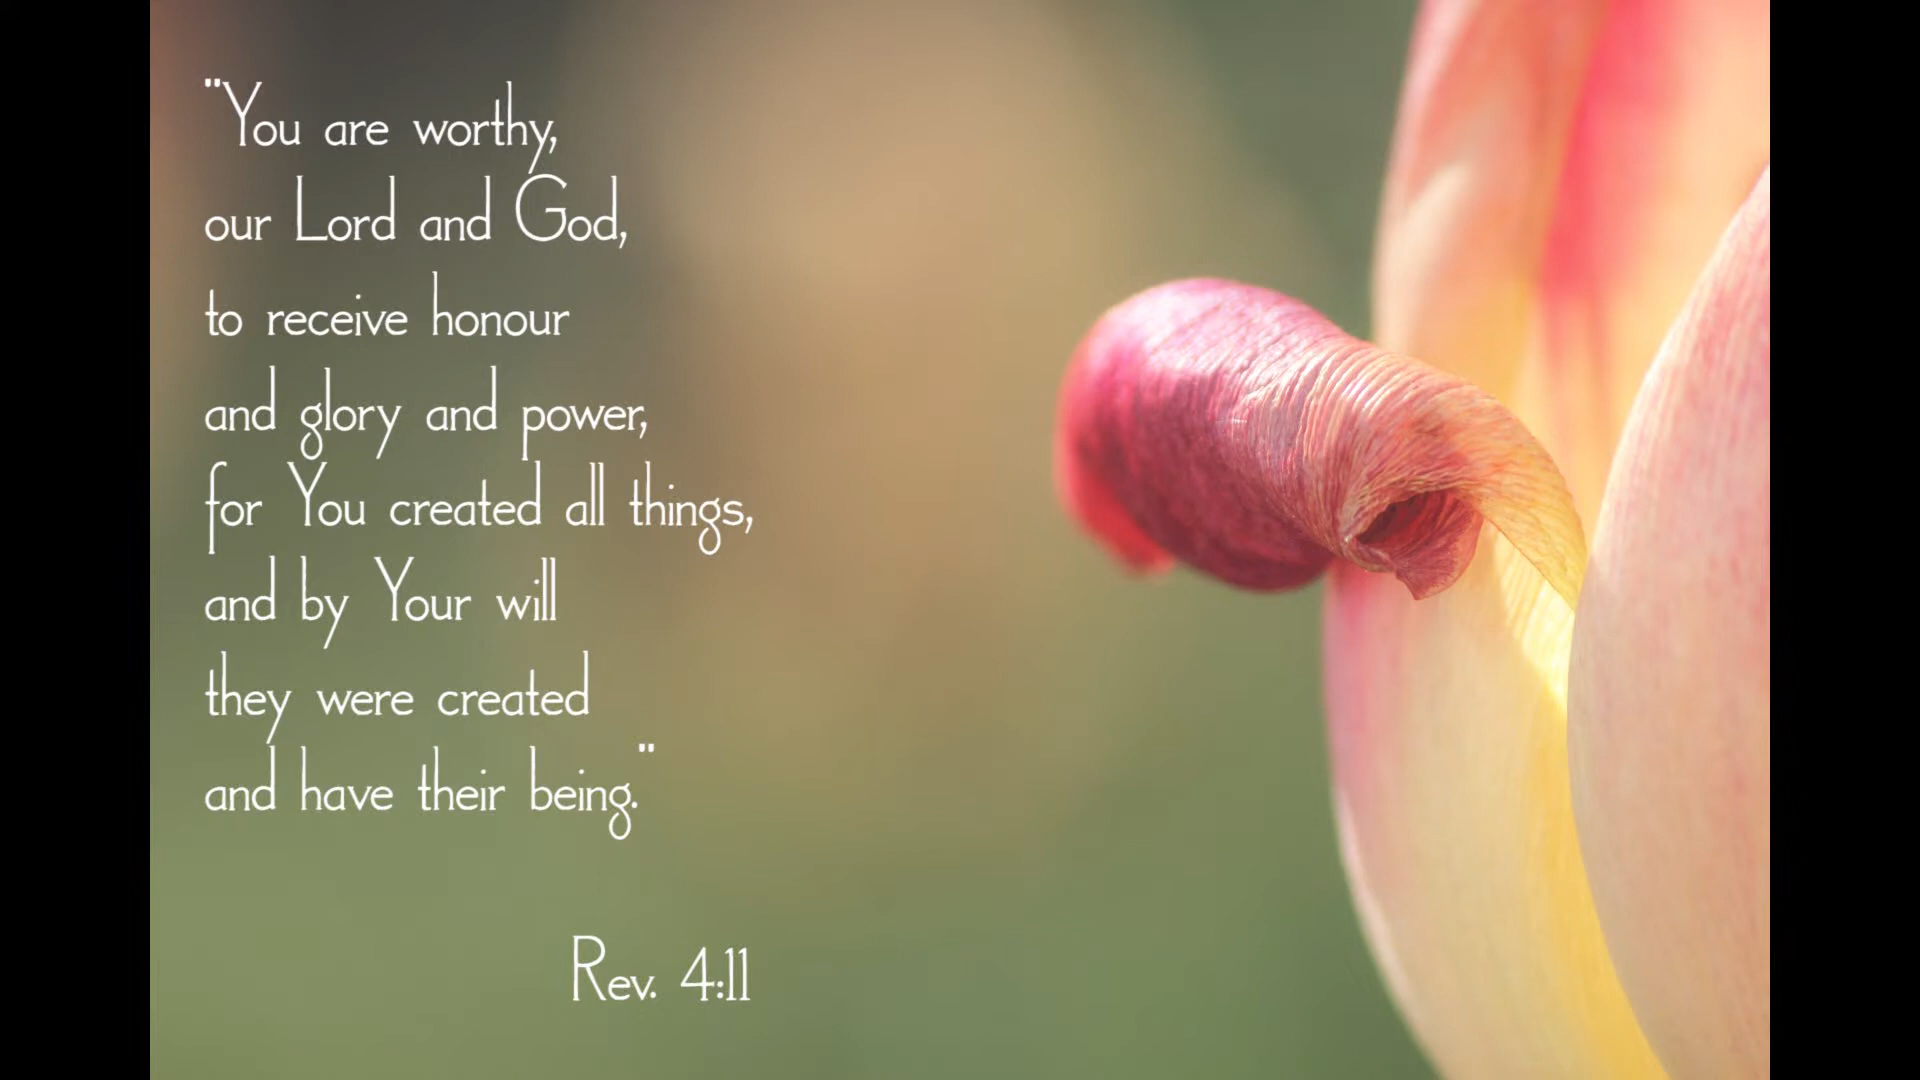 "You are worthy,
our Lord and God,
to receive honour
and glory and power,
for You created all things,
and by Your will
they were created
and have their being."
Rev. 4:11